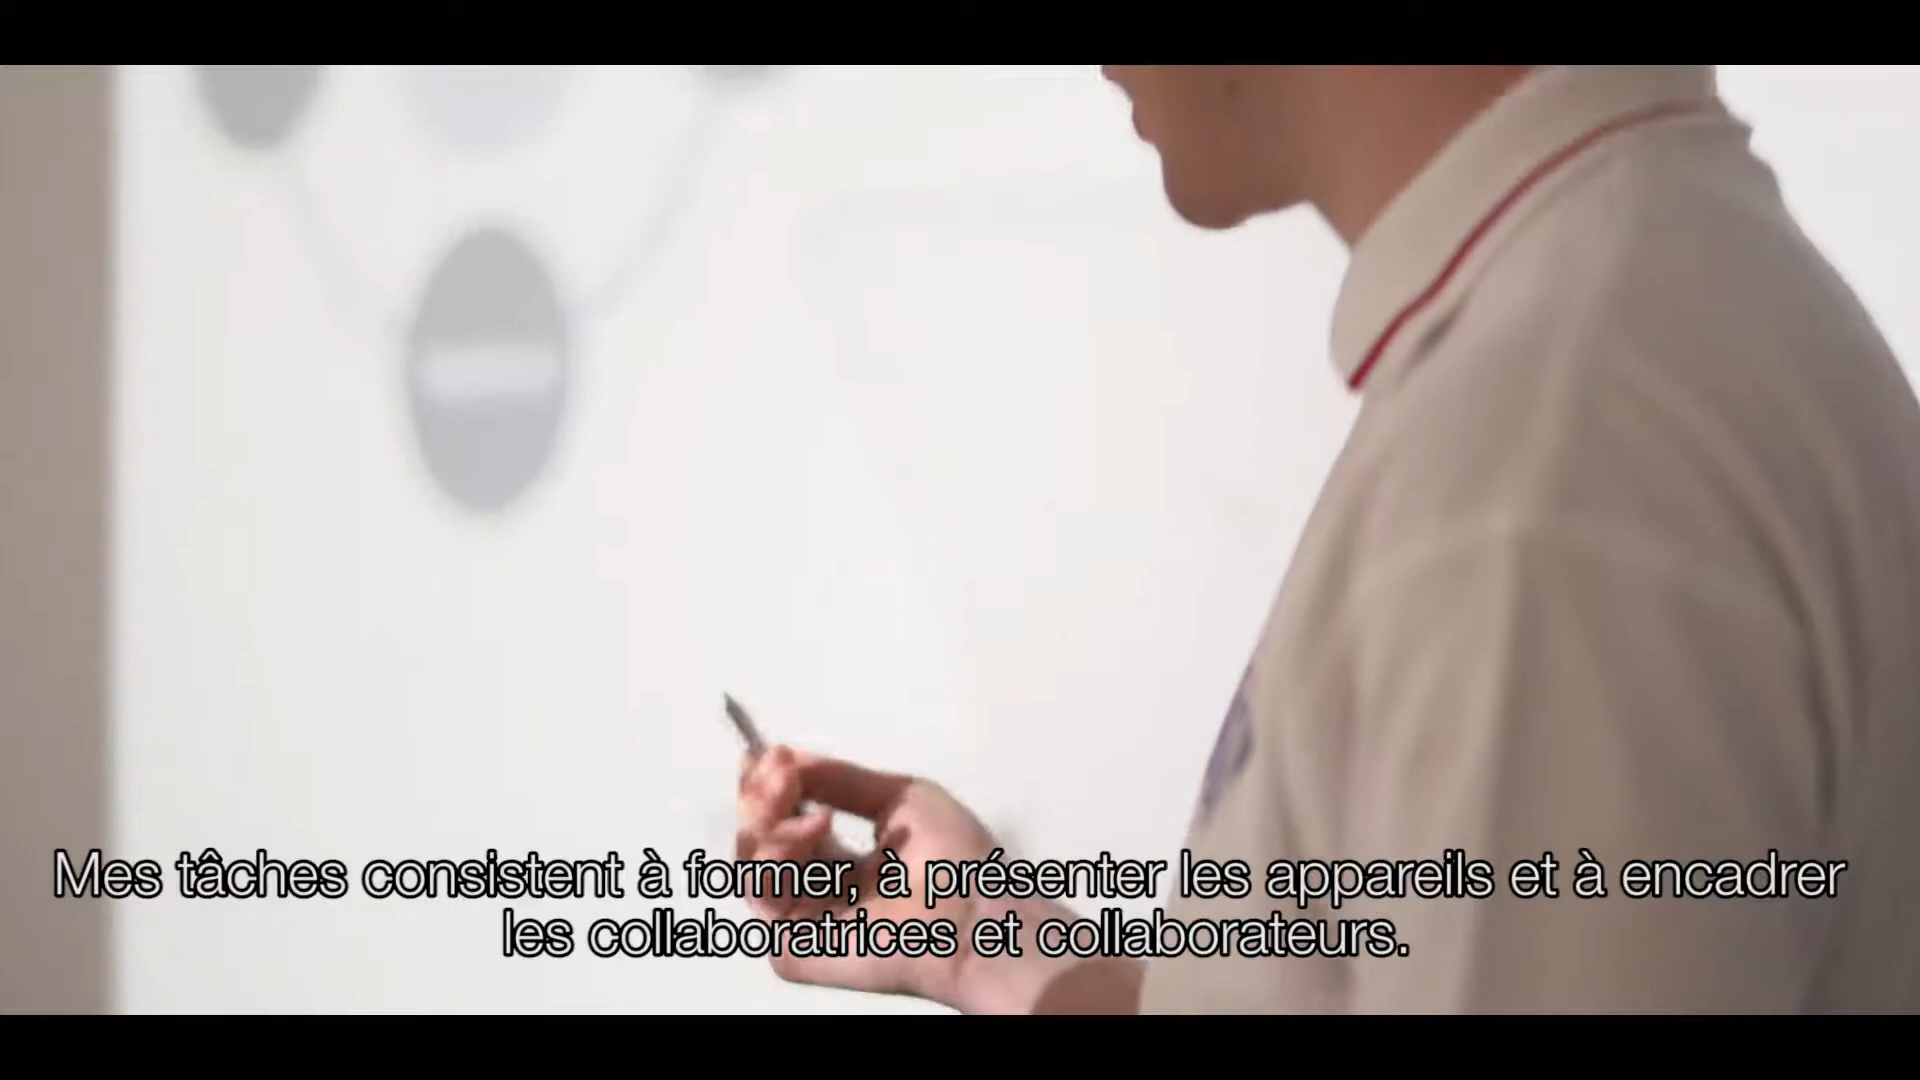 Mes tâches consistent à former, à présenter les appareils et à encadrer
les collaboratrices et collaborateurs.